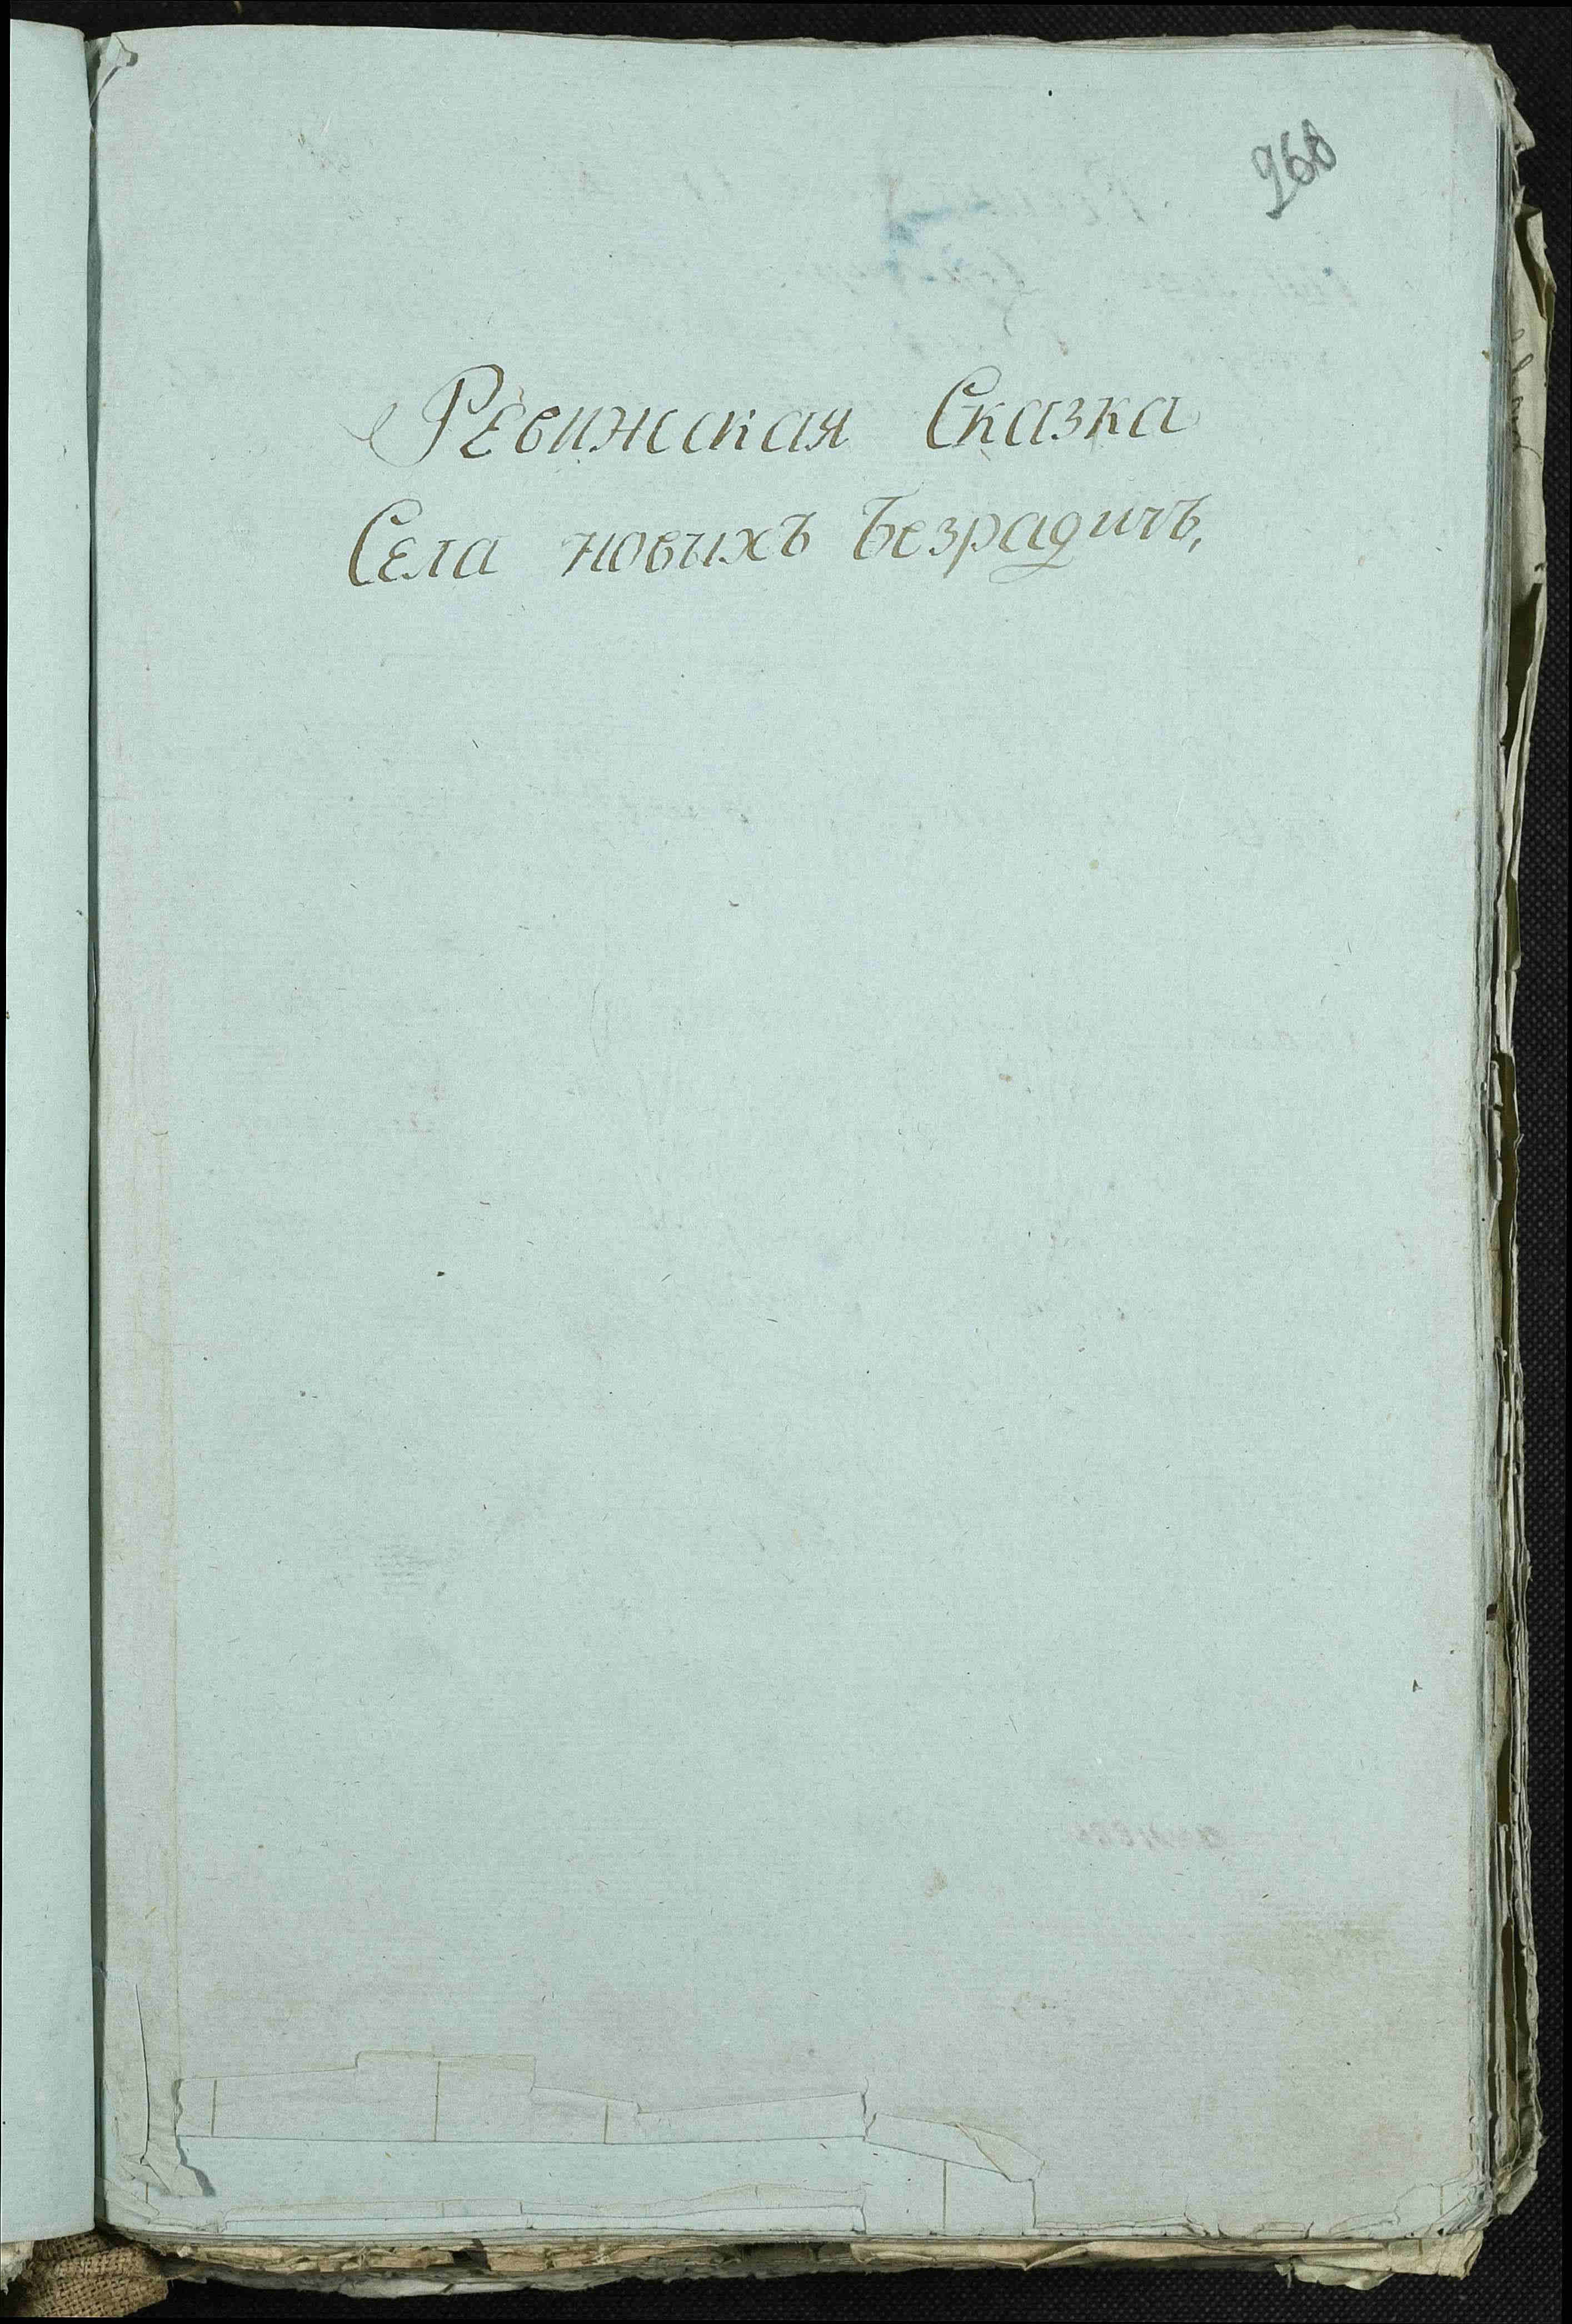 260
Ревижская Сказка
Села новыхъ Безрадичъ,